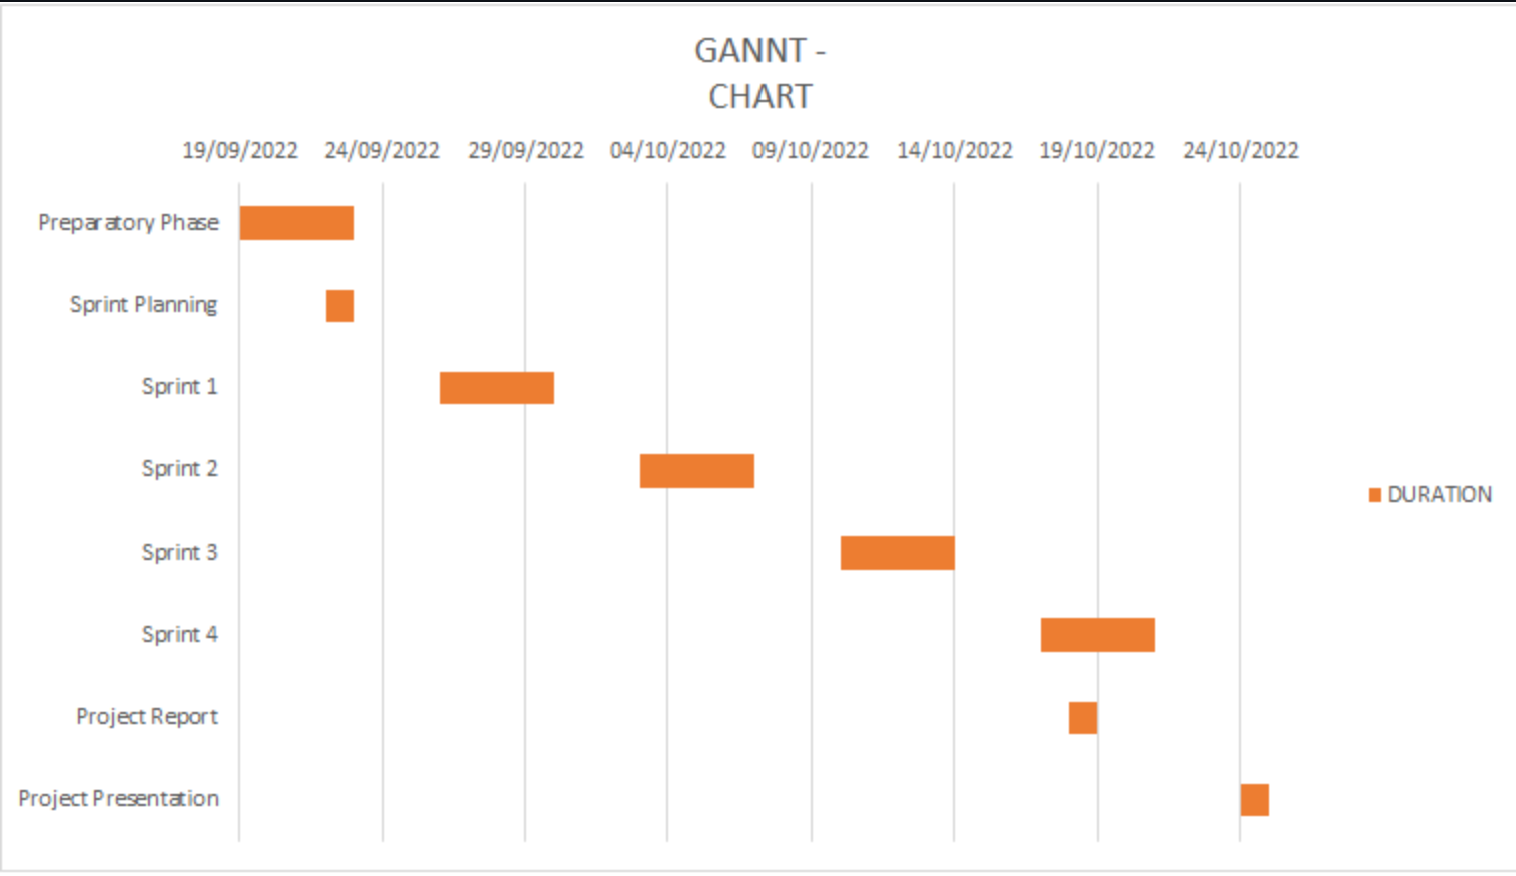 GANNT -
CHART
19/09/2022 24/09/2022 29/09/2022 04/10/2022 09/10/2022 14/10/2022 19/10/2022 24/10/2022
Preparatory Phase
Sprint Planning
Sprint 1
Sprint 2
DURATION
Sprint 3
Sprint 4
Project Report
Project Presentation